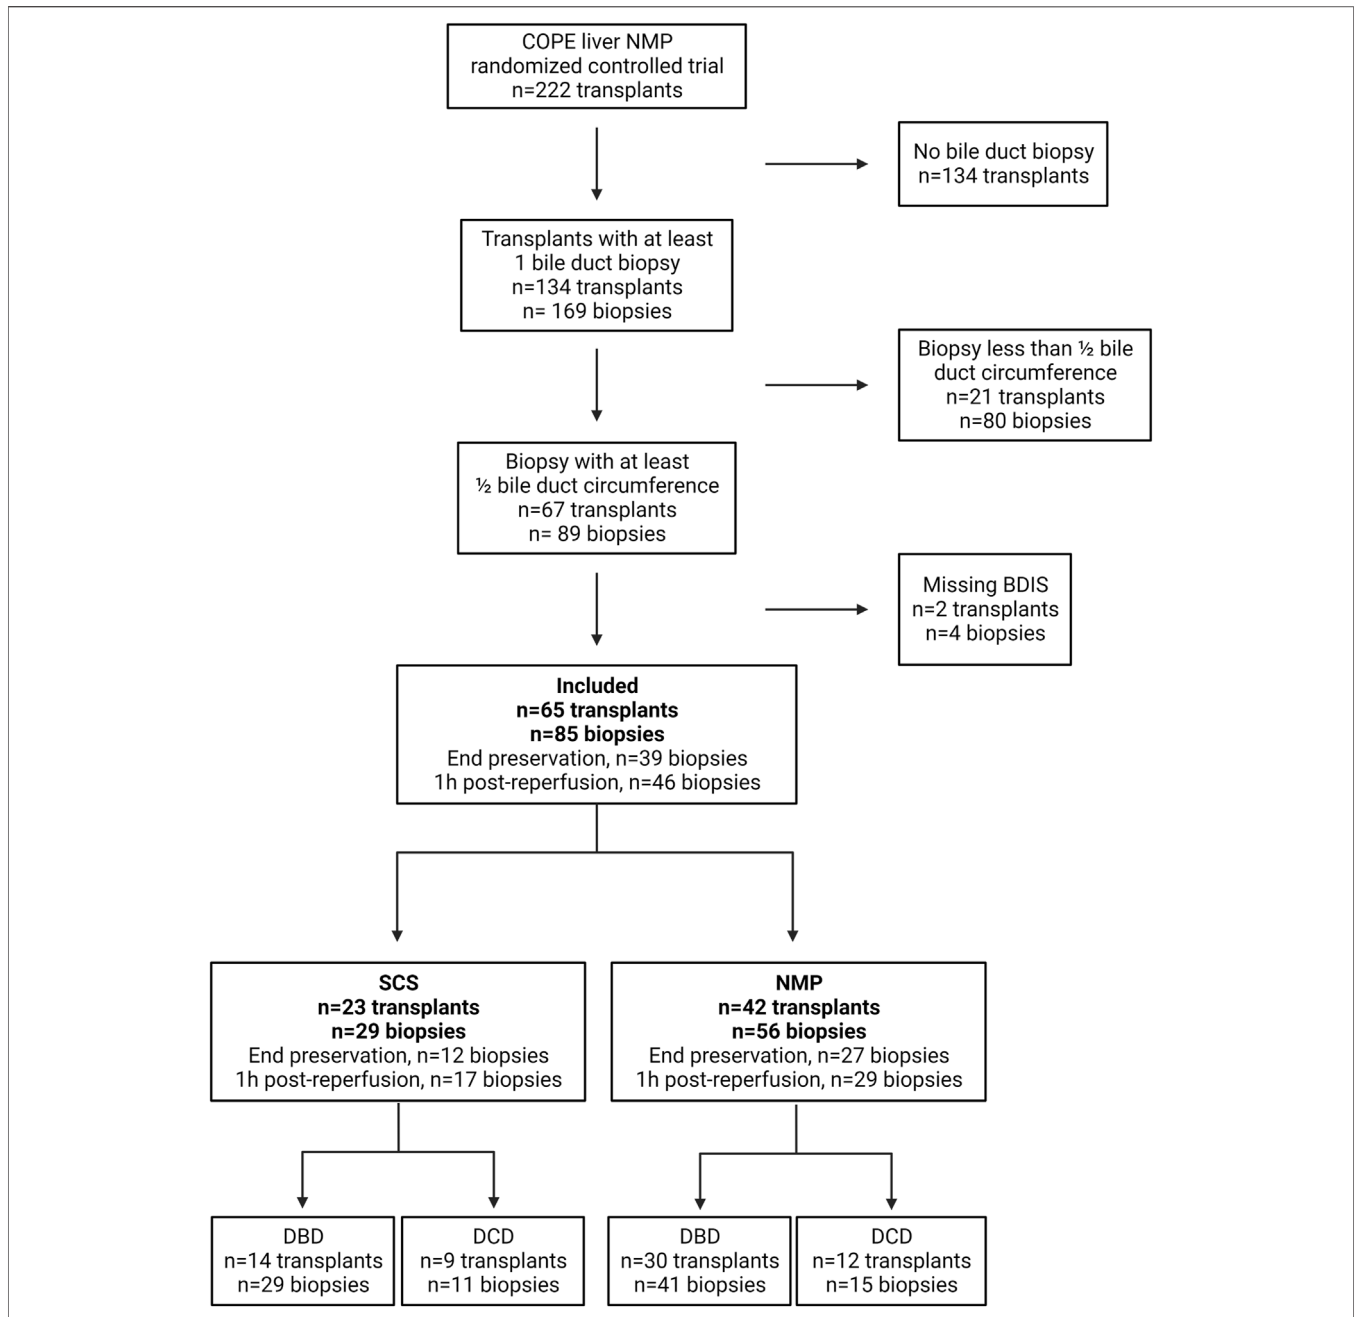 COPE liver NMP
randomized controlled trial
n=222 transplants
No bile duct biopsy
n=134 transplants
Transplants with at least
1 bile duct biopsy
n=134 transplants
n= 169 biopsies
Biopsy less than ½ bile
duct circumference
n=21 transplants
n=80 biopsies
Biopsy with at least
½ bile duct circumference
n=67 transplants
n= 89 biopsies
Missing BDIS
n=2 transplants
n=4 biopsies
Included
n=65 transplants
n=85 biopsies
End preservation, n=39 biopsies
1h post-reperfusion, n=46 biopsies
SCS
n=23 transplants
n=29 biopsies
End preservation, n=12 biopsies
1h post-reperfusion, n=17 biopsies
NMP
n=42 transplants
n=56 biopsies
End preservation, n=27 biopsies
1h post-reperfusion, n=29 biopsies
DBD
n=14 transplants
n=29 biopsies
DCD
n=9 transplants
n=11 biopsies
DBD
n=30 transplants
n=41 biopsies
DCD
n=12 transplants
n=15 biopsies